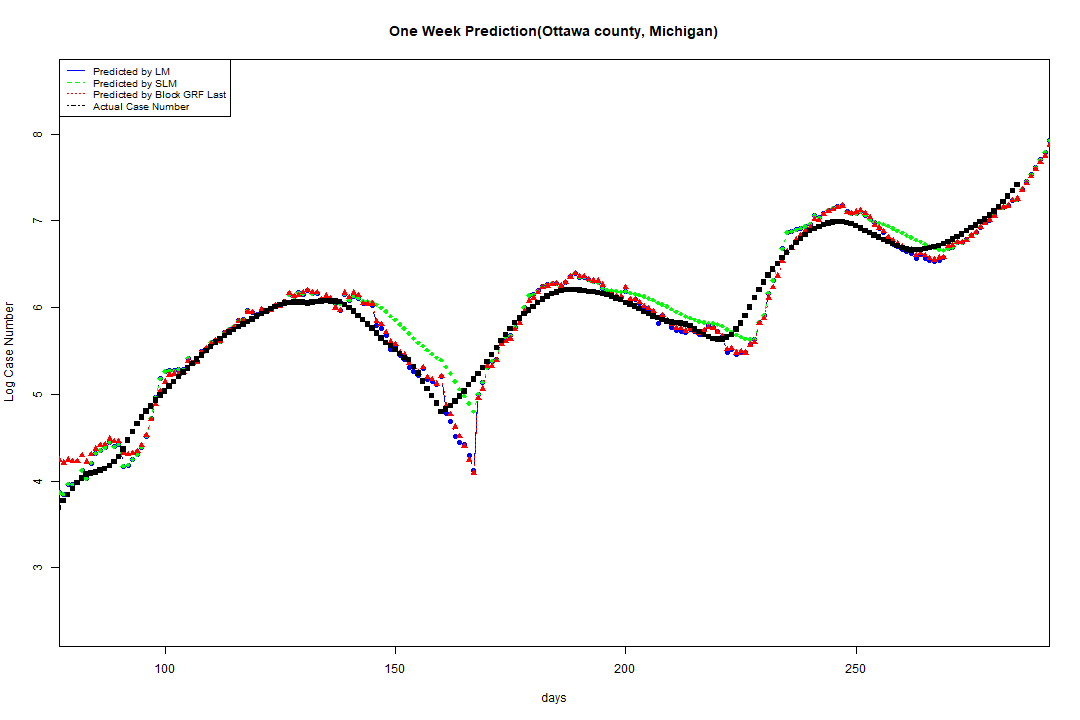 One Week Prediction(Ottawa county, Michigan)
Predicted by LM
Predicted by SLM
Predicted by Block GRF Last
Actual Case Number
8
7
6
5
4
3
Log Case Number
100 150 200 250
days